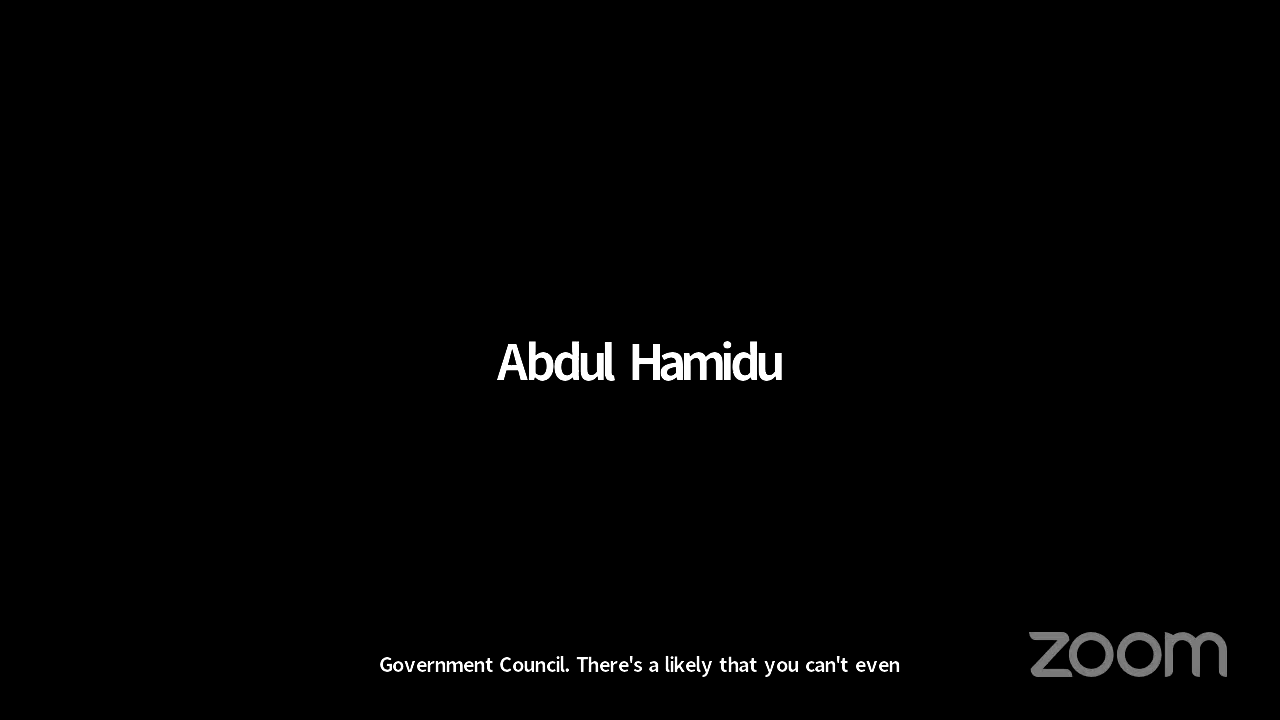 Abdul Hamidu
Government Council. There's a likely that you can't even
zoom